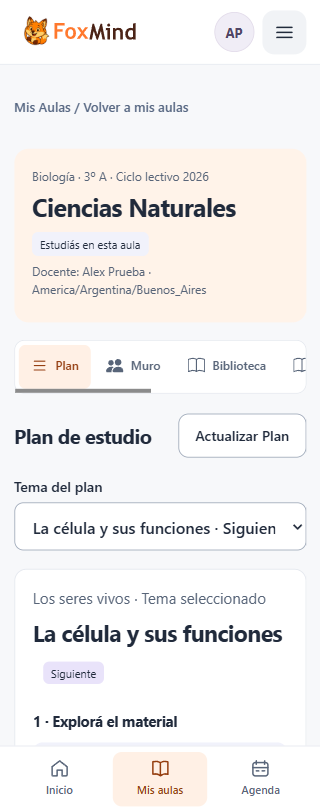 FoxMind
AP
Mis Aulas / Volver a mis aulas
Biología · 3º A · Ciclo lectivo 2026
Ciencias Naturales
Estudiás en esta aula
Docente: Alex Prueba ·
America/Argentina/Buenos_Aires
Plan
Muro
Biblioteca
Plan de estudio
Actualizar Plan
Tema del plan
La célula y sus funciones · Siguien
Los seres vivos · Tema seleccionado
La célula y sus funciones
Siguiente
1 · Explorá el material
Inicio
Mis aulas
Agenda